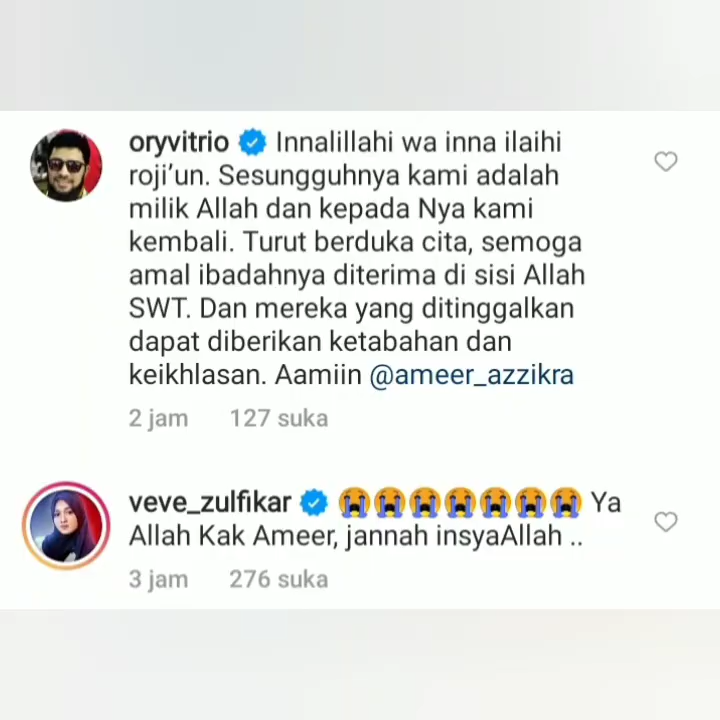 oryvitrio Innalillahi wa inna ilaihi
roji’un. Sesungguhnya kami adalah
milik Allah dan kepada Nya kami
kembali. Turut berduka cita, semoga
amal ibadahnya diterima di sisi Allah
SWT. Dan mereka yang ditinggalkan
dapat diberikan ketabahan dan
keikhlasan. Aamiin @ameer_azzikra
2 jam 127 suka
veve_zulfikar 😭😭😭😭😭😭😭 Ya
Allah Kak Ameer, jannah insyaAllah ..
3 jam 276 suka